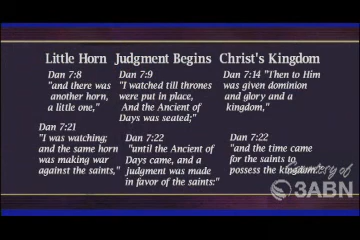 Little Horn Judgment Begins Christ's Kingdom
Dan 7:8
"and there was
another horn,
a little one,"
Dan 7:9
"I watched till thrones
were put in place,
And the Ancient of
Days was seated;"
Dan 7:14 "Then to Him
was given dominion
and glory and a
kingdom,"
Dan 7:21
"I was watching;
and the same horn
was making war
against the saints,"
Dan 7:22
"until the Ancient of
Days came, and a
judgment was made
in favor of the saints:"
Dan 7:22
"and the time came
for the saints to
possess the kingdom."
Courtesy of
3ABN